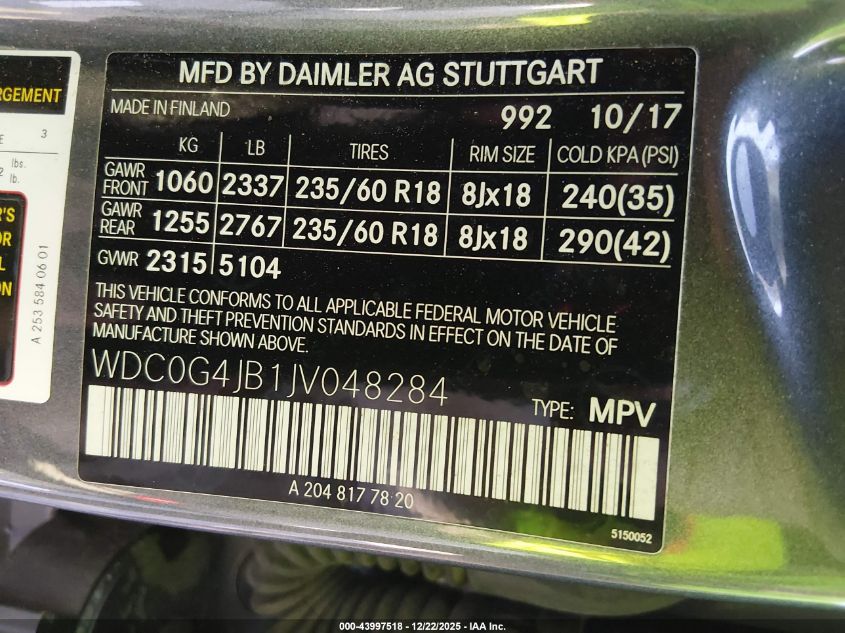 RGEMENT
E 3
2 lbs.
lb.
R'S
OR
L
ON
A 253 584 06 01
MFD BY DAIMLER AG STUTTGART
MADE IN FINLAND 992 10/17
KG LB TIRES RIM SIZE COLD KPA (PSI)
GAWR FRONT 1060 2337 235/60 R18 8Jx18 240(35)
GAWR REAR 1255 2767 235/60 R18 8Jx18 290(42)
GVWR 2315 5104
THIS VEHICLE CONFORMS TO ALL APPLICABLE FEDERAL MOTOR VEHICLE
SAFETY AND THEFT PREVENTION STANDARDS IN EFFECT ON THE DATE OF
MANUFACTURE SHOWN ABOVE.
WDC0G4JB1JV048284
TYPE: MPV
A 204 817 78 20
5150052
000-43997518 - 12/22/2025 - IAA Inc.